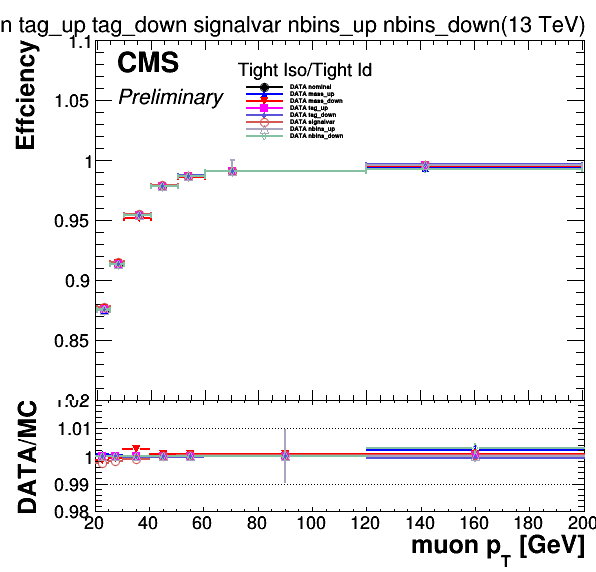 n tag_up tag_down signalvar nbins_up nbins_down(13 TeV)
1.1
CMS
Preliminary
Tight Iso/Tight Id
DATA nominal
DATA mass_up
DATA mass_down
DATA tag_up
DATA tag_down
DATA signalvar
DATA nbins_up
DATA nbins_down
Effciency
1.05
1
0.95
0.9
0.85
DATA/MC
1.02
1.01
1
0.99
0.98
20 40 60 80 100 120 140 160 180 200
muon pT [GeV]